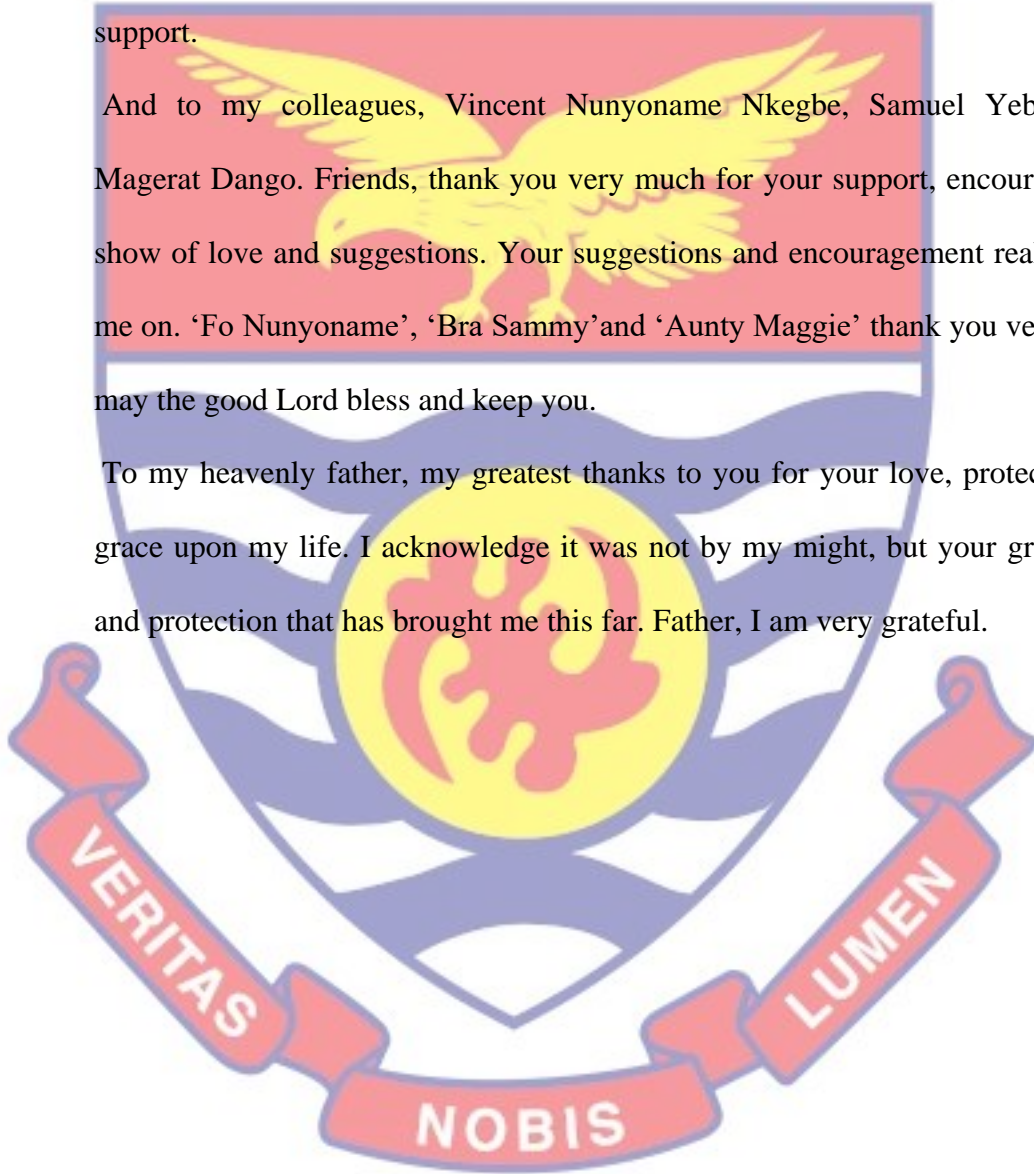 support.
And to my colleagues, Vincent Nunyoname Nkegbe, Samuel Yeb
Magerat Dango. Friends, thank you very much for your support, encour
show of love and suggestions. Your suggestions and encouragement rea
me on. ‘Fo Nunyoname’, ‘Bra Sammy’and ‘Aunty Maggie’ thank you ve
may the good Lord bless and keep you.
To my heavenly father, my greatest thanks to you for your love, protec
grace upon my life. I acknowledge it was not by my might, but your gr
and protection that has brought me this far. Father, I am very grateful.
VERITAS
NOBIS
LUMEN